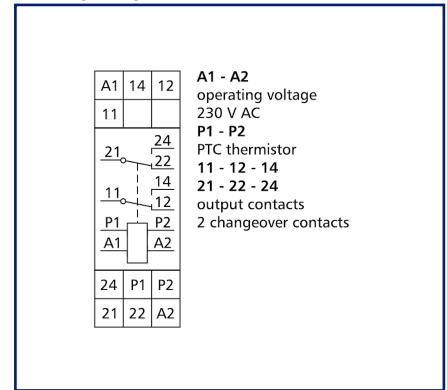 A1 14 12
11
21 24
22
14
11 12
P1 P2
A1 A2
24 P1 P2
21 22 A2
A1 - A2
operating voltage
230 V AC
P1 - P2
PTC thermistor
11 - 12 - 14
21 - 22 - 24
output contacts
2 changeover contacts